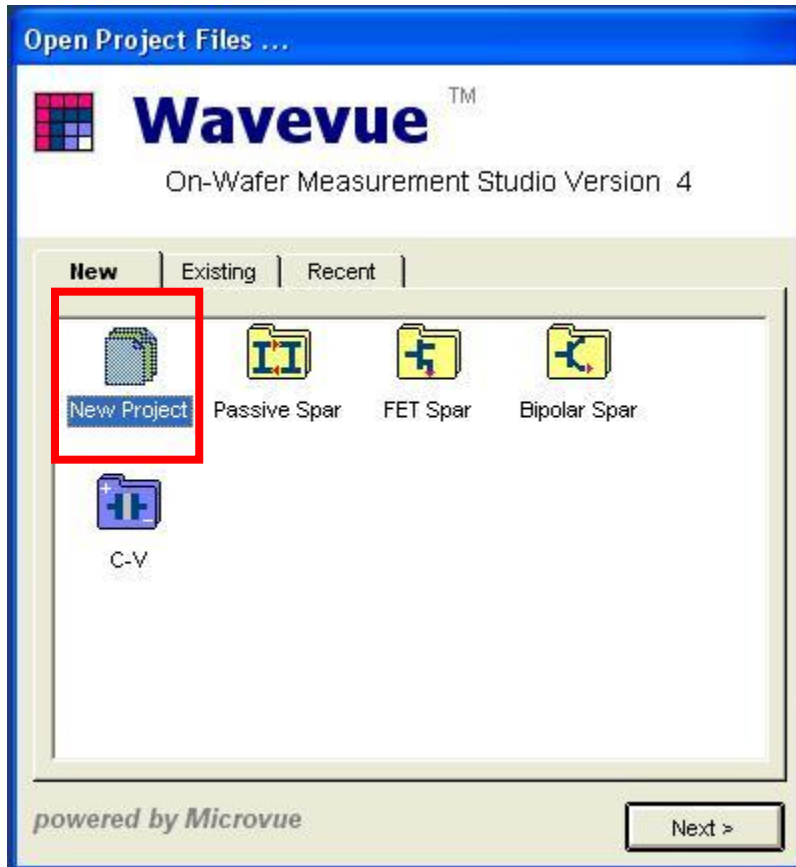 Open Project Files ...
Wavevue ™
On-Wafer Measurement Studio Version 4
New Existing Recent
New Project Passive Spar FET Spar Bipolar Spar
C-V
powered by Microvue
Next >